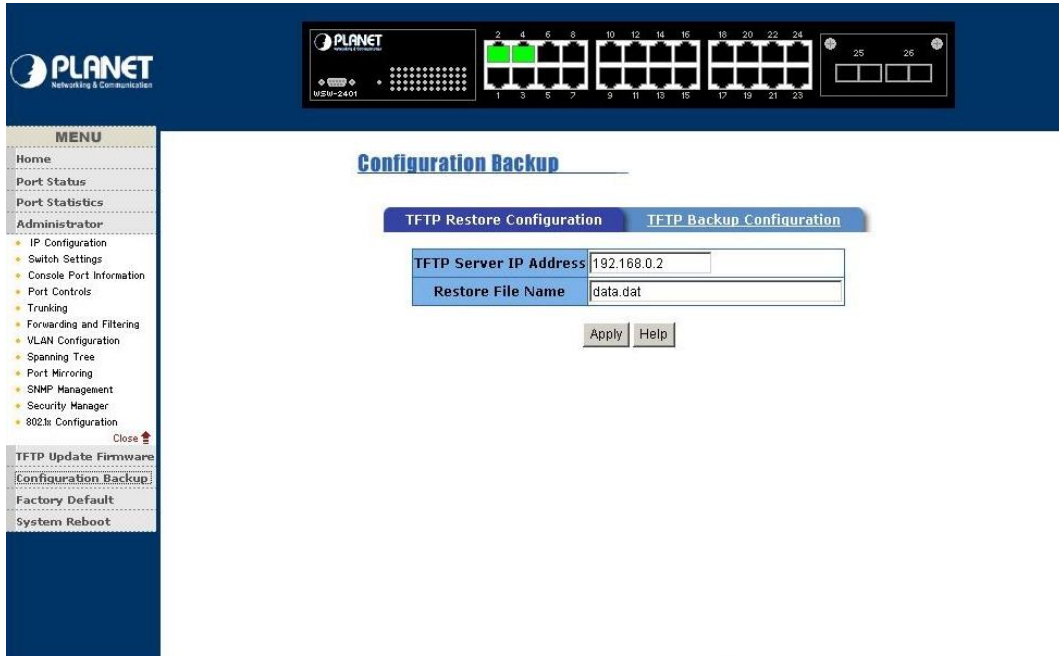 PLANET
Networking & Communication
PLANET
Networking & Communication
WSW-2401
2 4 6 8 10 12 14 16 18 20 22 24
1 3 5 7 9 11 13 15 17 19 21 23
25 26
MENU
Home
Port Status
Port Statistics
Administrator
IP Configuration
Switch Settings
Console Port Information
Port Controls
Trunking
Forwarding and Filtering
VLAN Configuration
Spanning Tree
Port Mirroring
SNMP Management
Security Manager
802.1x Configuration
Close
TFTP Update Firmware
Configuration Backup
Factory Default
System Reboot
Configuration Backup
TFTP Restore Configuration TFTP Backup Configuration
TFTP Server IP Address 192.168.0.2
Restore File Name data.dat
Apply Help